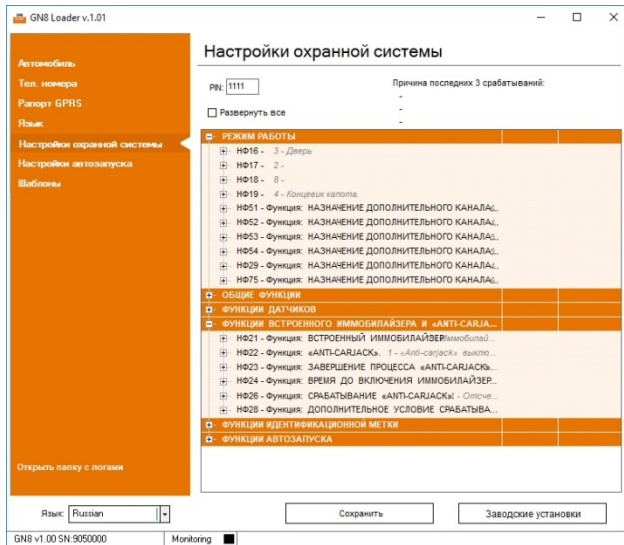 GN8 Loader v.1.01
Автомобиль
Тел. номера
Рапорт GPRS
Язык
Настройки охранной системы
Настройки автозапуска
Шаблоны
Открыть папку с логами
Настройки охранной системы
PIN: 1111
Причина последних 3 срабатываний:
-
-
-
Развернуть все
РЕЖИМ РАБОТЫ
НФ16 - 3 - Дверь
НФ17 - 2 -
НФ18 - 8 -
НФ19 - 4 - Концевик капота.
НФ51 - Функция: НАЗНАЧЕНИЕ ДОПОЛНИТЕЛЬНОГО КАНАЛА
НФ52 - Функция: НАЗНАЧЕНИЕ ДОПОЛНИТЕЛЬНОГО КАНАЛА
НФ53 - Функция: НАЗНАЧЕНИЕ ДОПОЛНИТЕЛЬНОГО КАНАЛА
НФ54 - Функция: НАЗНАЧЕНИЕ ДОПОЛНИТЕЛЬНОГО КАНАЛА
НФ29 - Функция: НАЗНАЧЕНИЕ ДОПОЛНИТЕЛЬНОГО КАНАЛА
НФ75 - Функция: НАЗНАЧЕНИЕ ДОПОЛНИТЕЛЬНОГО КАНАЛА
ОБЩИЕ ФУНКЦИИ
ФУНКЦИИ ДАТЧИКОВ
ФУНКЦИИ ВСТРОЕННОГО ИММОБИЛАЙЗЕРА И «ANTI-CARJA...
НФ21 - Функция: ВСТРОЕННЫЙ ИММОБИЛАЙЗЕР Иммобилай...
НФ22 - Функция: «ANTI-CARJACK». 1 - «Anti-carjack» выклю...
НФ23 - Функция: ЗАВЕРШЕНИЕ ПРОЦЕССА «ANTI-CARJACK»...
НФ24 - Функция: ВРЕМЯ ДО ВКЛЮЧЕНИЯ ИММОБИЛАЙЗЕР...
НФ26 - Функция: СРАБАТЫВАНИЕ «ANTI-CARJACK» - Отсче...
НФ28 - Функция: ДОПОЛНИТЕЛЬНОЕ УСЛОВИЕ СРАБАТЫВА...
ФУНКЦИИ ИДЕНТИФИКАЦИОННОЙ МЕТКИ
ФУНКЦИИ АВТОЗАПУСКА
Язык: Russian
Сохранить
Заводские установки
GN8 v1.00 SN:9050000
Monitoring